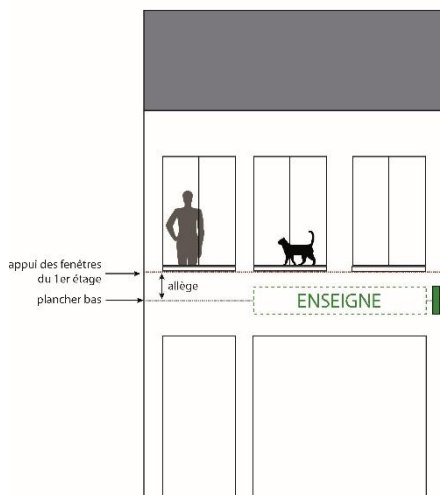 appui des fenêtres
du 1er étage
allège
plancher bas
ENSEIGNE